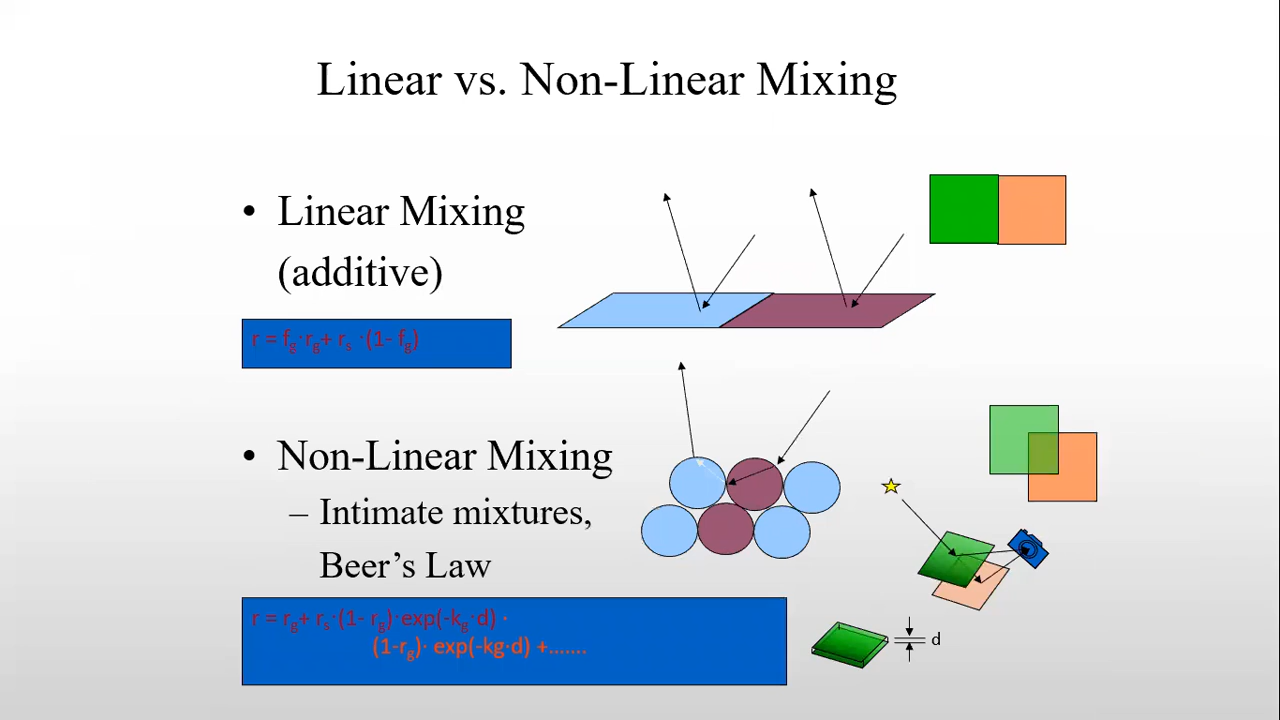 Linear vs. Non-Linear Mixing
• Linear Mixing
(additive)
r = fg·rg+ rs ·(1- fg)
• Non-Linear Mixing
– Intimate mixtures,
Beer’s Law
r = rg+ rs·(1- rg)·exp(-kg·d) ·
(1-rg)· exp(-kg·d) +…….
d